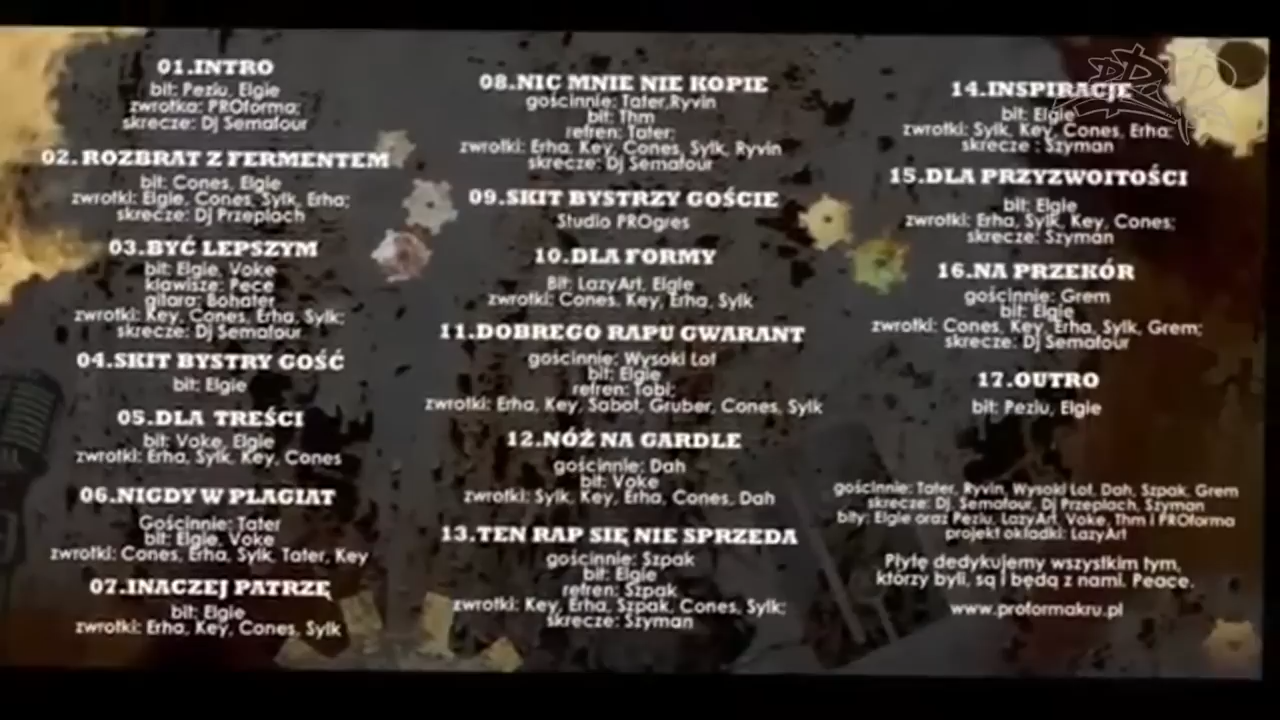 01.INTRO
bit: Peziu, Elgie
zwrotka: PROforma;
skrecze: Dj Semafour
02. ROZBRAT Z FERMENTEM
bit: Cones, Elgie
zwrotki: Elgie, Cones, Sylk, Erha;
skrecze: Dj Przeplach
03.BYĆ LEPSZYM
bit: Elgie, Voke
klawisze: Pece
gitara: Bohater
zwrotki: Key, Cones, Erha, Sylk;
skrecze: Dj Semafour
04.SKIT BYSTRY GOŚĆ
bit: Elgie
05.DLA TREŚCI
bit: Voke, Elgie
zwrotki: Erha, Sylk, Key, Cones
06.NIGDY W PLAGIAT
Gościnnie: Tater
bit: Elgie, Voke
zwrotki: Cones, Erha, Sylk, Tater, Key
07.INACZEJ PATRZĘ
bit: Elgie
zwrotki: Erha, Key, Cones, Sylk
08.NIC MNIE NIE KOPIE
gościnnie: Tater,Ryvin
bit: Thm
refren: Tater;
zwrotki: Erha, Key, Cones, Sylk, Ryvin
skrecze: Dj Semafour
09.SKIT BYSTRZY GOŚCIE
Studio PROgres
10.DLA FORMY
Bit: LazyArt, Elgie
zwrotki: Cones, Key, Erha, Sylk
11.DOBREGO RAPU GWARANT
gościnnie: Wysoki Lot
bit: Elgie
refren: Tobi;
zwrotki: Erha, Key, Sabot, Gruber, Cones, Sylk
12.NÓŻ NA GARDLE
gościnnie: Dah
bit: Voke
zwrotki: Sylk, Key, Erha, Cones, Dah
13.TEN RAP SIĘ NIE SPRZEDA
gościnnie: Szpak
bit: Elgie
refren: Szpak
zwrotki: Key, Erha, Szpak, Cones, Sylk;
skrecze: Szyman
14.INSPIRACJE
bit: Elgie
zwrotki: Sylk, Key, Cones, Erha;
skrecze : Szyman
15.DLA PRZYZWOITOŚCI
bit: Elgie
zwrotki: Erha, Sylk, Key, Cones;
skrecze: Szyman
16.NA PRZEKÓR
gościnnie: Grem
bit: Elgie
zwrotki: Cones, Key, Erha, Sylk, Grem;
skrecze: Dj Semafour
17.OUTRO
bit: Peziu, Elgie
gościnnie: Tater, Ryvin, Wysoki Lot, Dah, Szpak, Grem
skrecze: Dj. Semafour, Dj Przeplach, Szyman
bity: Elgie oraz Peziu, LazyArt, Voke, Thm i PROforma
projekt okładki: LazyArt
Płytę dedykujemy wszystkim tym,
którzy byli, są i będą z nami. Peace.
www.proformakru.pl